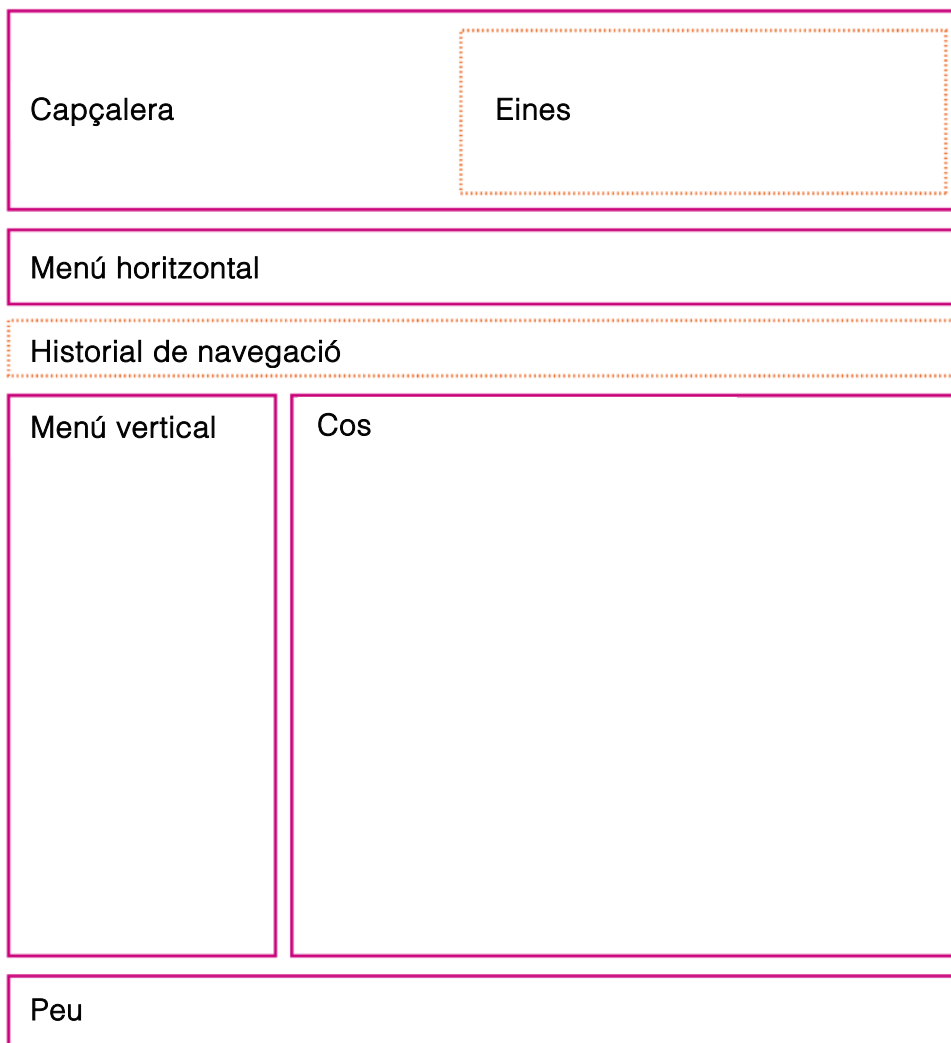 Capçalera
Eines
Menú horitzontal
Historial de navegació
Menú vertical
Cos
Peu